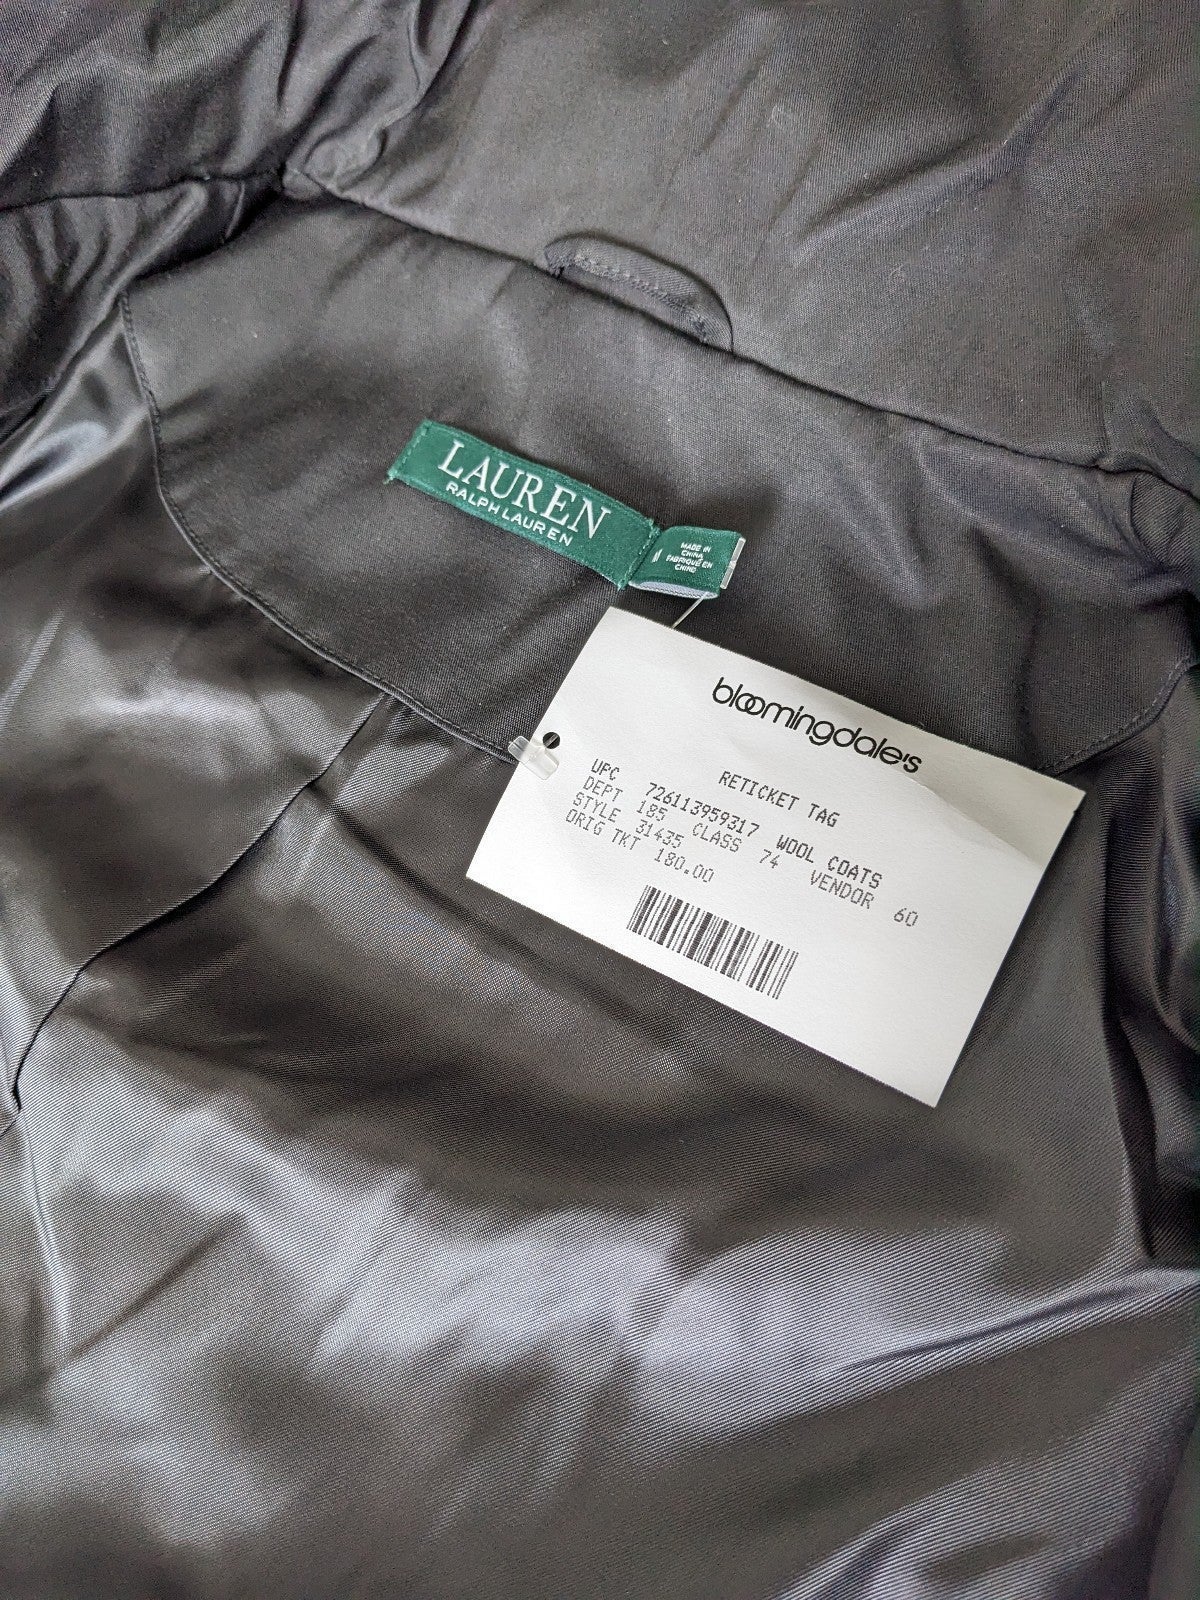 LAUREN
RALPH LAUREN
MADE IN
CHINA
FABRIQUÉ EN
CHINE
bloomingdale's
RETICKET TAG
UPC 726113959317 WOOL COATS
DEPT 185 CLASS 74 VENDOR 60
STYLE 31435
ORIG TKT 180.00